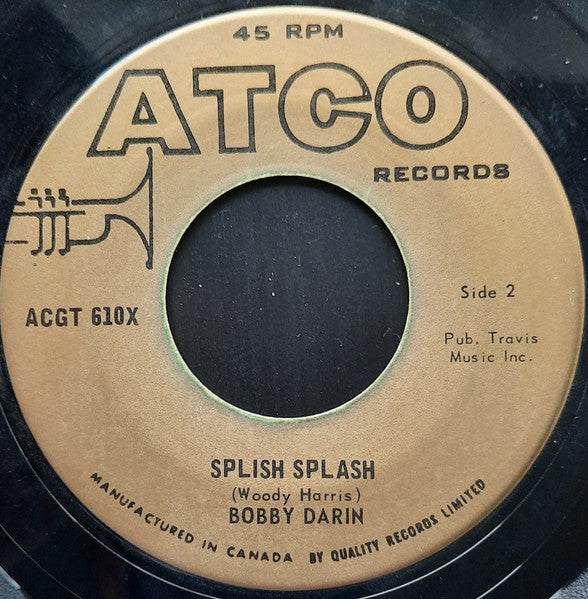 45 RPM
ATCO
RECORDS
Side 2
ACGT 610X
Pub. Travis
Music Inc.
SPLISH SPLASH
(Woody Harris)
BOBBY DARIN
MANUFACTURED IN CANADA BY QUALITY RECORDS LIMITED